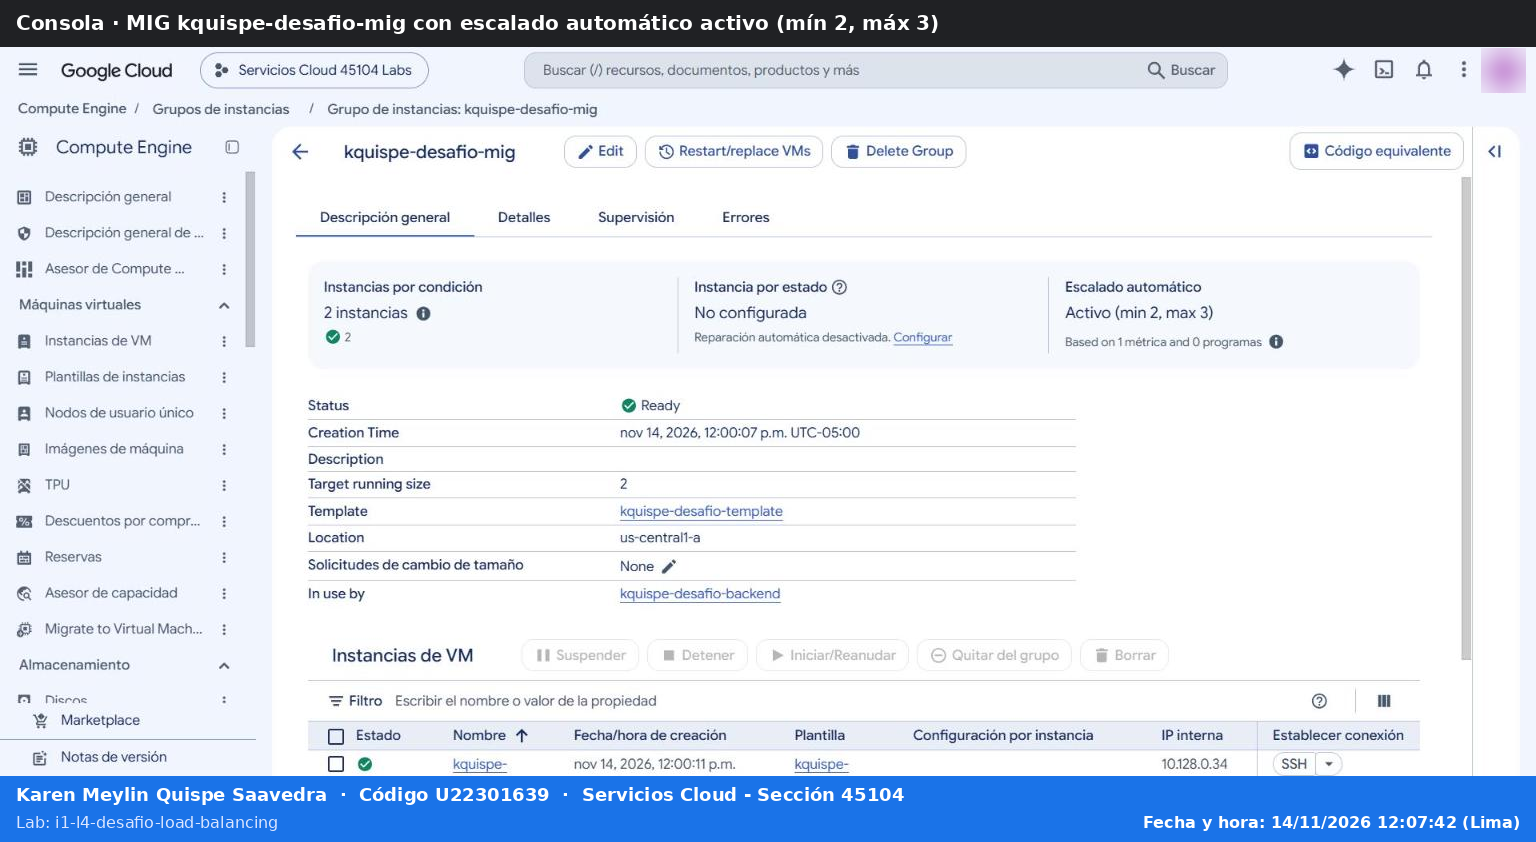 Consola · MIG kquispe-desafio-mig con escalado automático activo (mín 2, máx 3)
Google Cloud
Servicios Cloud 45104 Labs
Buscar (/) recursos, documentos, productos y más
Buscar
Compute Engine / Grupos de instancias / Grupo de instancias: kquispe-desafio-mig
Compute Engine
kquispe-desafio-mig
Edit
Restart/replace VMs
Delete Group
Código equivalente
Descripción general
Descripción general de ...
Asesor de Compute ...
Máquinas virtuales
Instancias de VM
Plantillas de instancias
Nodos de usuario único
Imágenes de máquina
TPU
Descuentos por compr...
Reservas
Asesor de capacidad
Migrate to Virtual Mach...
Almacenamiento
Discos
Marketplace
Notas de versión
Descripción general
Detalles
Supervisión
Errores
Instancias por condición
2 instancias
2
Instancia por estado
No configurada
Reparación automática desactivada. Configurar
Escalado automático
Activo (min 2, max 3)
Based on 1 métrica and 0 programas
Status Ready
Creation Time nov 14, 2026, 12:00:07 p.m. UTC-05:00
Description
Target running size 2
Template kquispe-desafio-template
Location us-central1-a
Solicitudes de cambio de tamaño None
In use by kquispe-desafio-backend
Instancias de VM
Suspender
Detener
Iniciar/Reanudar
Quitar del grupo
Borrar
Filtro Escribir el nombre o valor de la propiedad
Estado Nombre Fecha/hora de creación Plantilla Configuración por instancia IP interna Establecer conexión
kquispe- nov 14, 2026, 12:00:11 p.m. kquispe- 10.128.0.34 SSH
Karen Meylin Quispe Saavedra · Código U22301639 · Servicios Cloud - Sección 45104
Lab: i1-l4-desafio-load-balancing
Fecha y hora: 14/11/2026 12:07:42 (Lima)